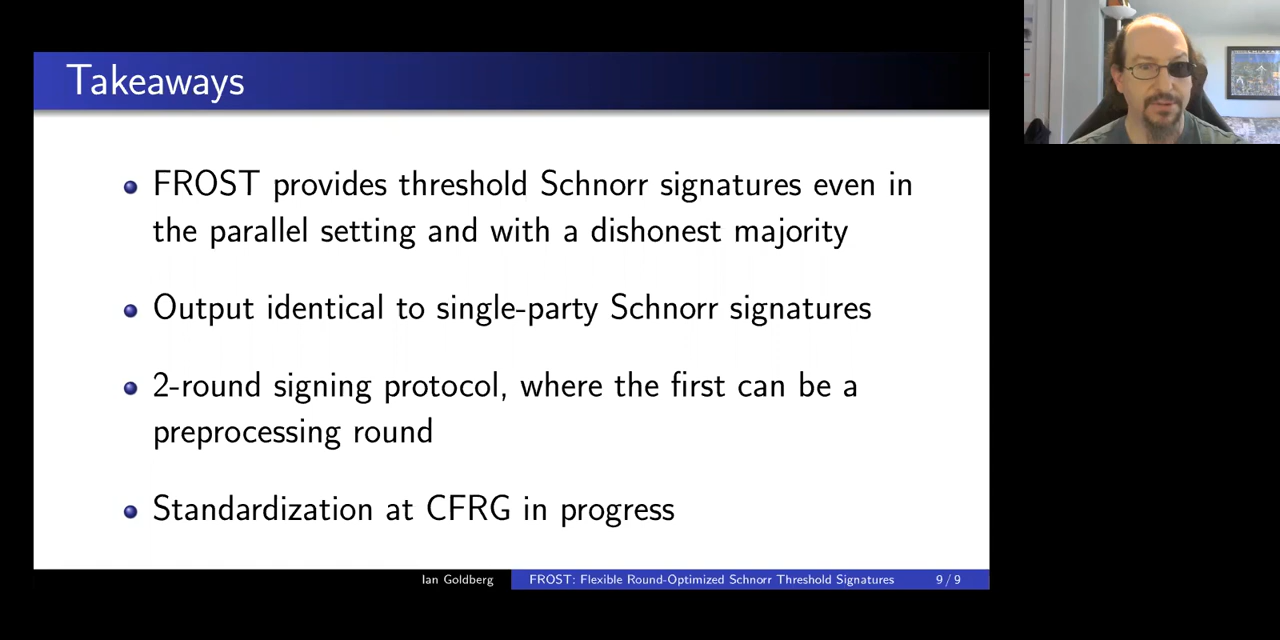 Takeaways
FROST provides threshold Schnorr signatures even in
the parallel setting and with a dishonest majority
Output identical to single-party Schnorr signatures
2-round signing protocol, where the first can be a
preprocessing round
Standardization at CFRG in progress
Ian Goldberg
FROST: Flexible Round-Optimized Schnorr Threshold Signatures
9 / 9